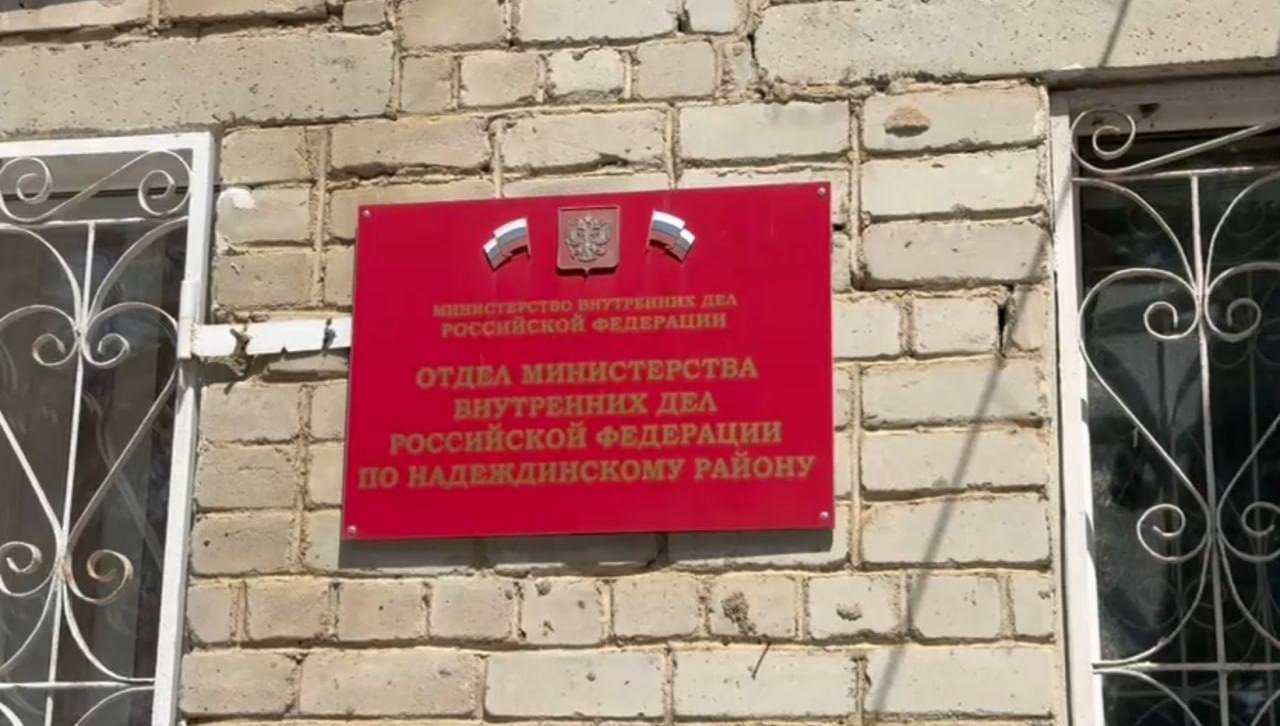 МИНИСТЕРСТВО ВНУТРЕННИХ ДЕЛ
РОССИЙСКОЙ ФЕДЕРАЦИИ
ОТДЕЛ МИНИСТЕРСТВА
ВНУТРЕННИХ ДЕЛ
РОССИЙСКОЙ ФЕДЕРАЦИИ
ПО НАДЕЖДИНСКОМУ РАЙОНУ